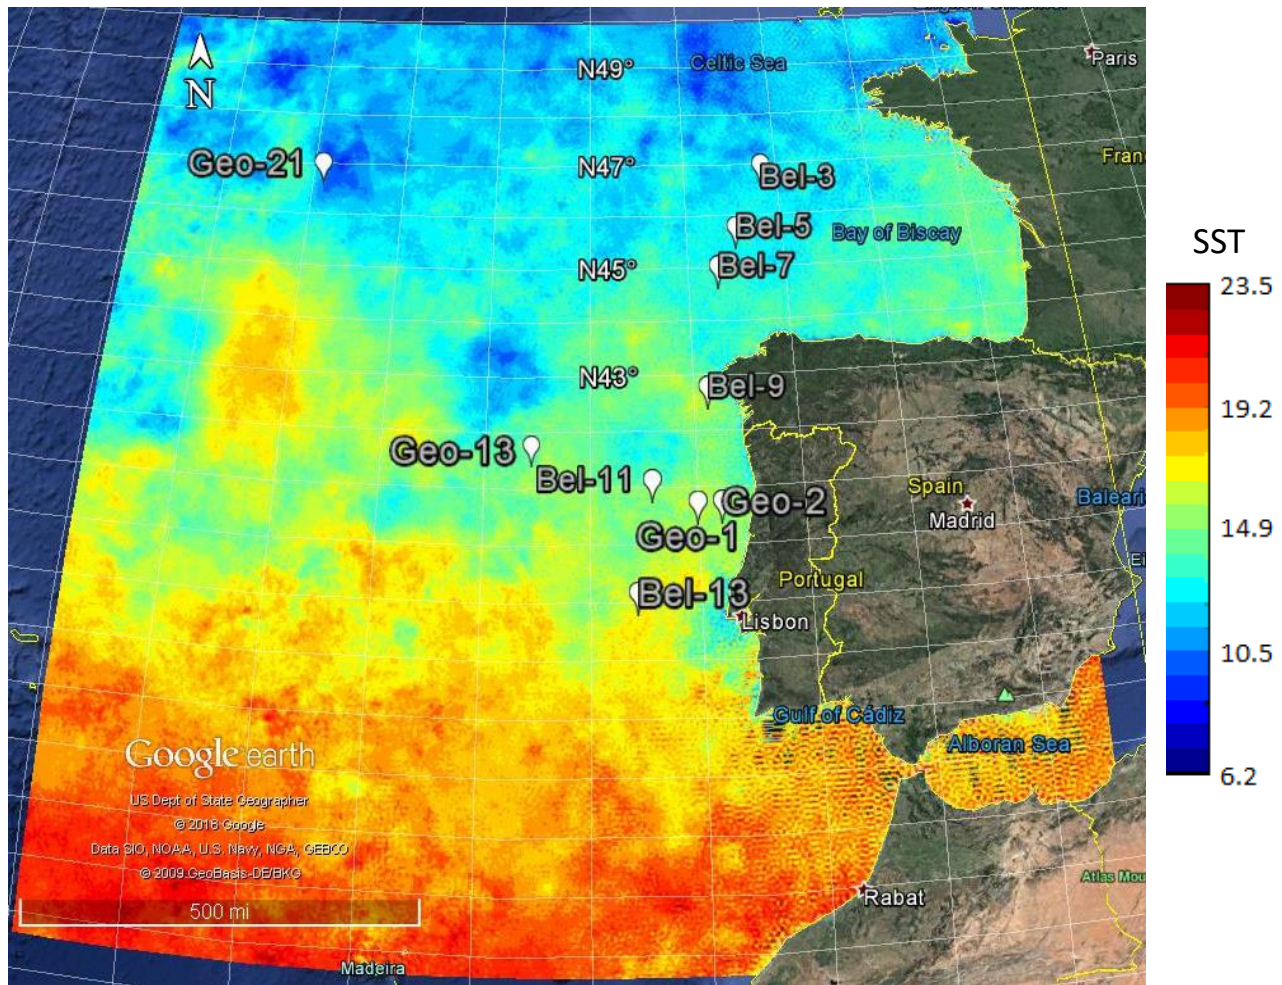 Celtic Sea
N49°
Paris
N
Geo-21
N47°
Bel-3
Bel-5
Bay of Biscay
Bel-7
N45°
SST
23.5
N43°
Bel-9
19.2
Geo-13
Bel-11
Spain
Geo-2
Madrid
14.9
Geo-1
Portugal
Bel-13
Lisbon
10.5
Gulf of Cádiz
Alboran Sea
Google earth
6.2
US Dept of State Geographer
© 2016 Google
Data SIO, NOAA, U.S. Navy, NGA, GEBCO
© 2009 GeoBasis-DE/BKG
Atlas Mou
Rabat
500 mi
Madeira
Fran
Baleari